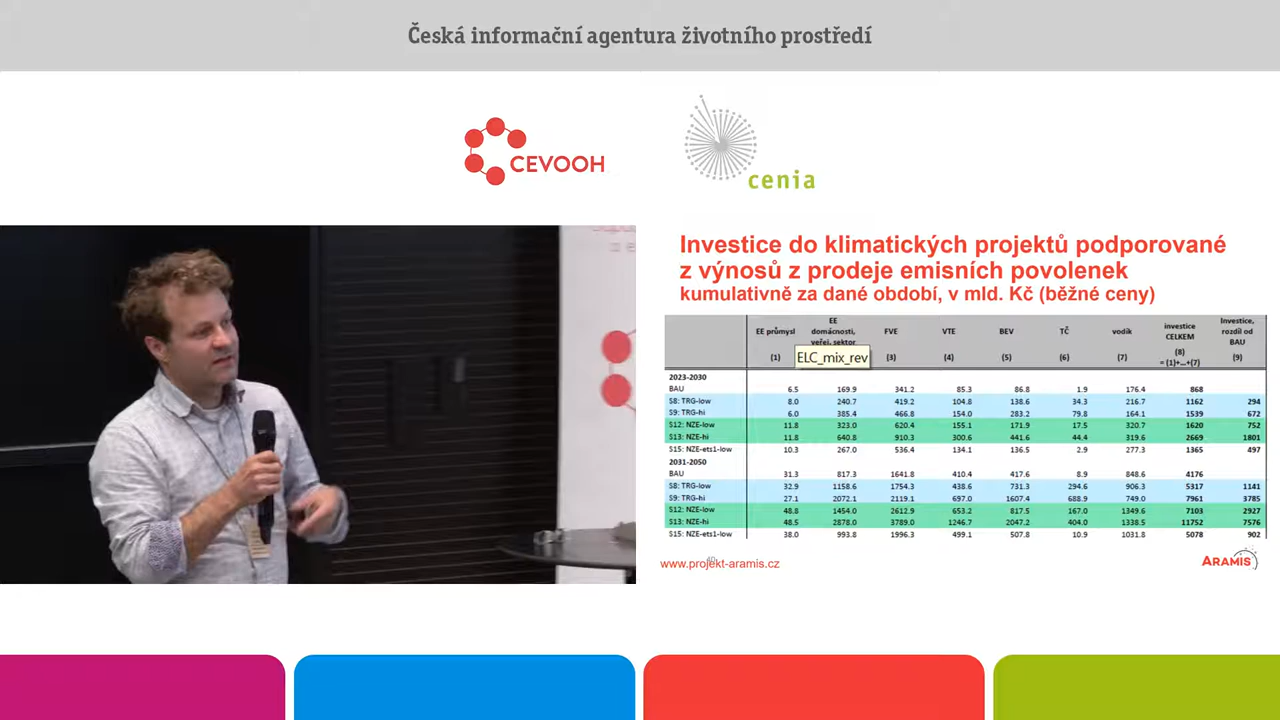 Česká informační agentura životního prostředí
CEVOOH
cenia
Investice do klimatických projektů podporované
z výnosů z prodeje emisních povolenek
kumulativně za dané období, v mld. Kč (běžné ceny)
EE průmysl EE domácnosti, veřej. sektor FVE VTE BEV TČ vodík investice CELKEM Investice, rozdíl od BAU
(1) ELC_mix_rev (3) (4) (5) (6) (7) (8) = (1)+...+(7) (9)
2023-2030
BAU 6.5 169.9 341.2 85.3 86.8 1.9 176.4 868
S8: TRG-low 8.0 240.7 419.2 104.8 138.6 34.3 216.7 1162 294
S9: TRG-hi 6.0 385.4 466.8 154.0 283.2 79.8 164.1 1539 672
S12: NZE-low 11.8 323.0 620.4 155.1 171.9 17.5 320.7 1620 752
S13: NZE-hi 11.8 640.8 910.3 300.6 441.6 44.4 319.6 2669 1801
S15: NZE-ets1-low 10.3 267.0 536.4 134.1 136.5 2.9 277.3 1365 497
2031-2050
BAU 31.3 817.3 1641.8 410.4 417.6 8.9 848.6 4176
S8: TRG-low 32.9 1158.6 1754.3 438.6 731.3 294.6 906.3 5317 1141
S9: TRG-hi 27.1 2072.1 2119.1 697.0 1607.4 688.9 749.0 7961 3785
S12: NZE-low 48.8 1454.0 2612.9 653.2 817.5 167.0 1349.6 7103 2927
S13: NZE-hi 48.5 2878.0 3789.0 1246.7 2047.2 404.0 1338.5 11752 7576
S15: NZE-ets1-low 38.0 993.8 1996.3 499.1 507.8 10.9 1031.8 5078 902
www.projekt-aramis.cz
40
ARAMIS